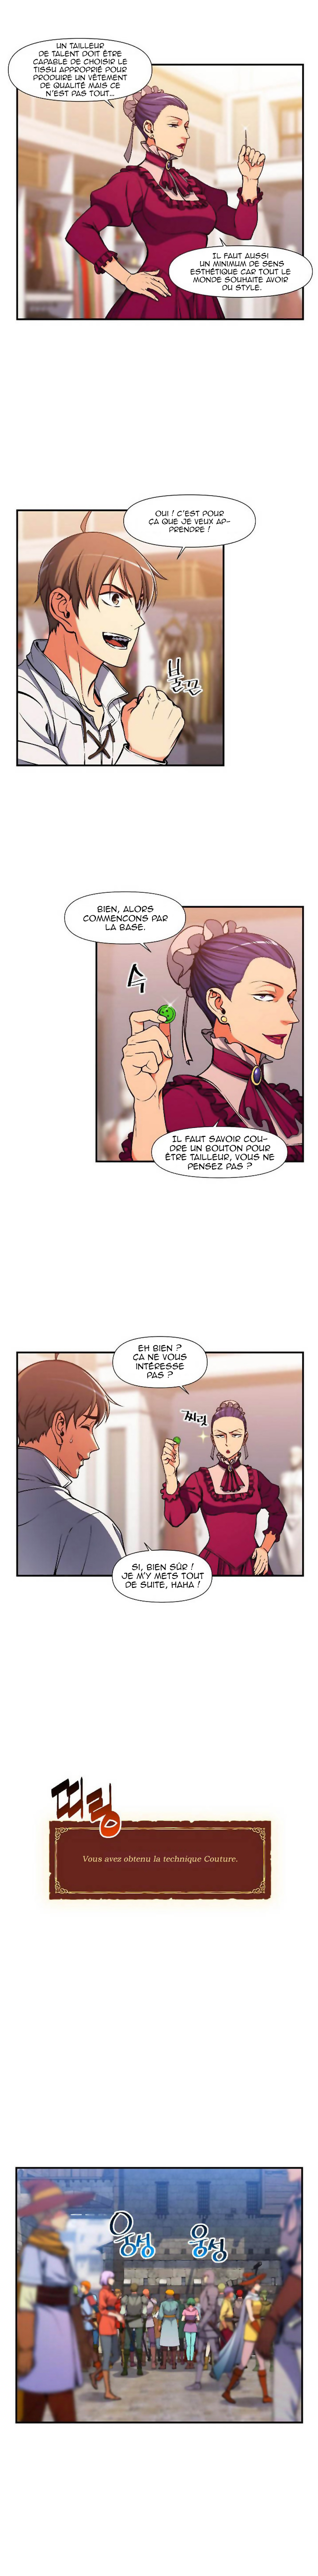 UN TAILLEUR
DE TALENT DOIT ÊTRE
CAPABLE DE CHOISIR LE
TISSU APPROPRIÉ POUR
PRODUIRE UN VÊTEMENT
DE QUALITÉ MAIS CE
N'EST PAS TOUT...
IL FAUT AUSSI
UN MINIMUM DE SENS
ESTHÉTIQUE CAR TOUT LE
MONDE SOUHAITE AVOIR
DU STYLE.
OUI ! C'EST POUR
ÇA QUE JE VEUX AP-
PRENDRE !
불끈
BIEN, ALORS
COMMENCONS PAR
LA BASE.
슥
IL FAUT SAVOIR COU-
DRE UN BOUTON POUR
ÊTRE TAILLEUR, VOUS NE
PENSEZ PAS ?
EH BIEN ?
ÇA NE VOUS
INTÉRESSE
PAS ?
찌릿
SI, BIEN SÛR !
JE M'Y METS TOUT
DE SUITE, HAHA !
띠링
Vous avez obtenu la technique Couture.
웅성
웅성